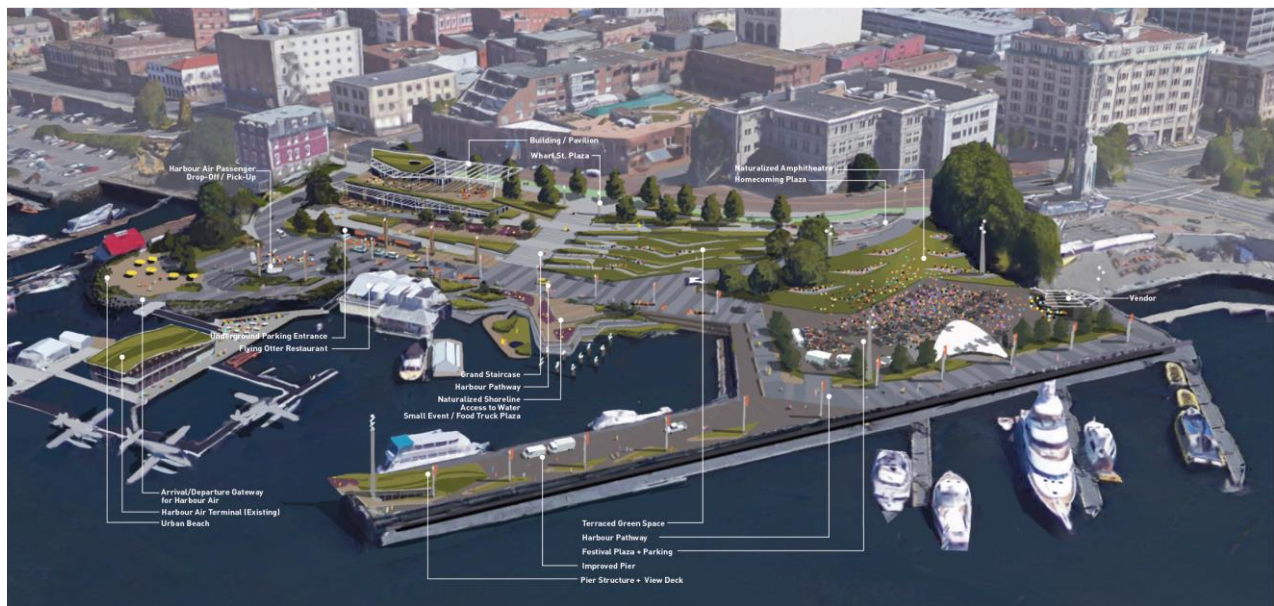 Building / Pavilion
Wharf St. Plaza
Harbour Air Passenger
Drop-Off / Pick-Up
Naturalized Amphitheatre
Homecoming Plaza
Vendor
Underground Parking Entrance
Flying Otter Restaurant
Grand Staircase
Harbour Pathway
Naturalized Shoreline
Access to Water
Small Event / Food Truck Plaza
Arrival/Departure Gateway
for Harbour Air
Harbour Air Terminal (Existing)
Urban Beach
Terraced Green Space
Harbour Pathway
Festival Plaza + Parking
Improved Pier
Pier Structure + View Deck